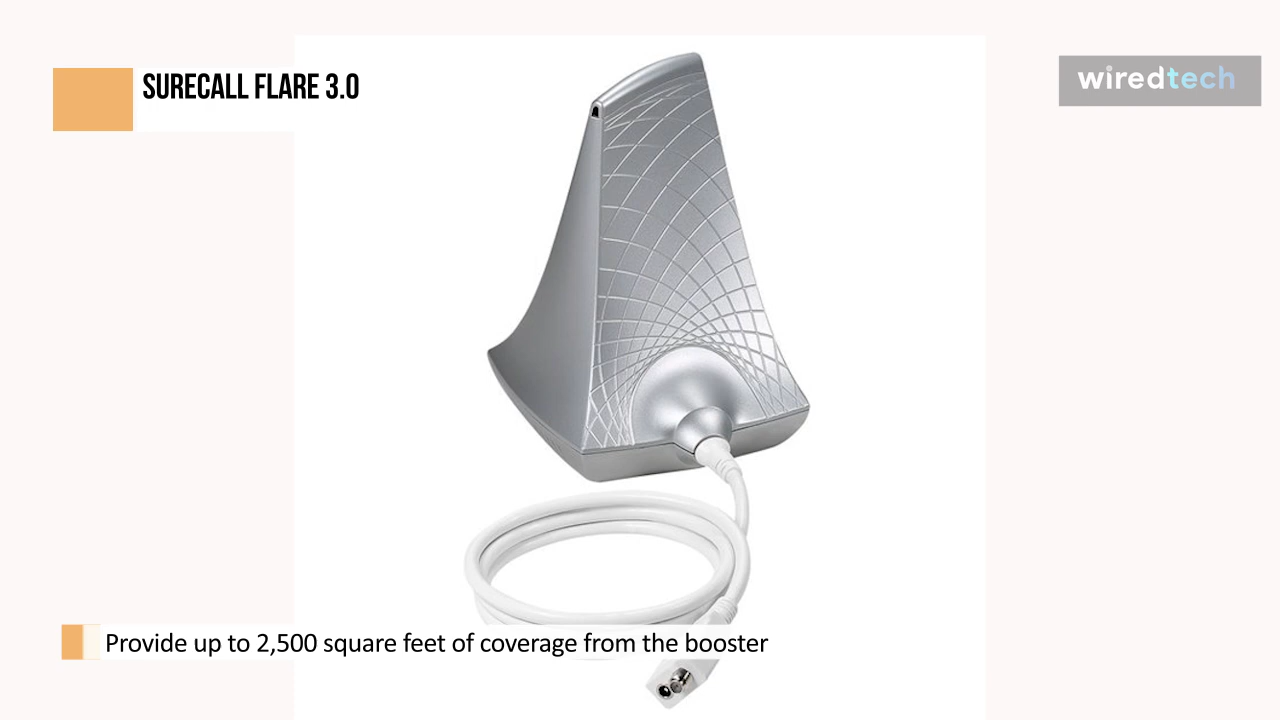 SURECALL FLARE 3.0
wiredtech
Provide up to 2,500 square feet of coverage from the booster